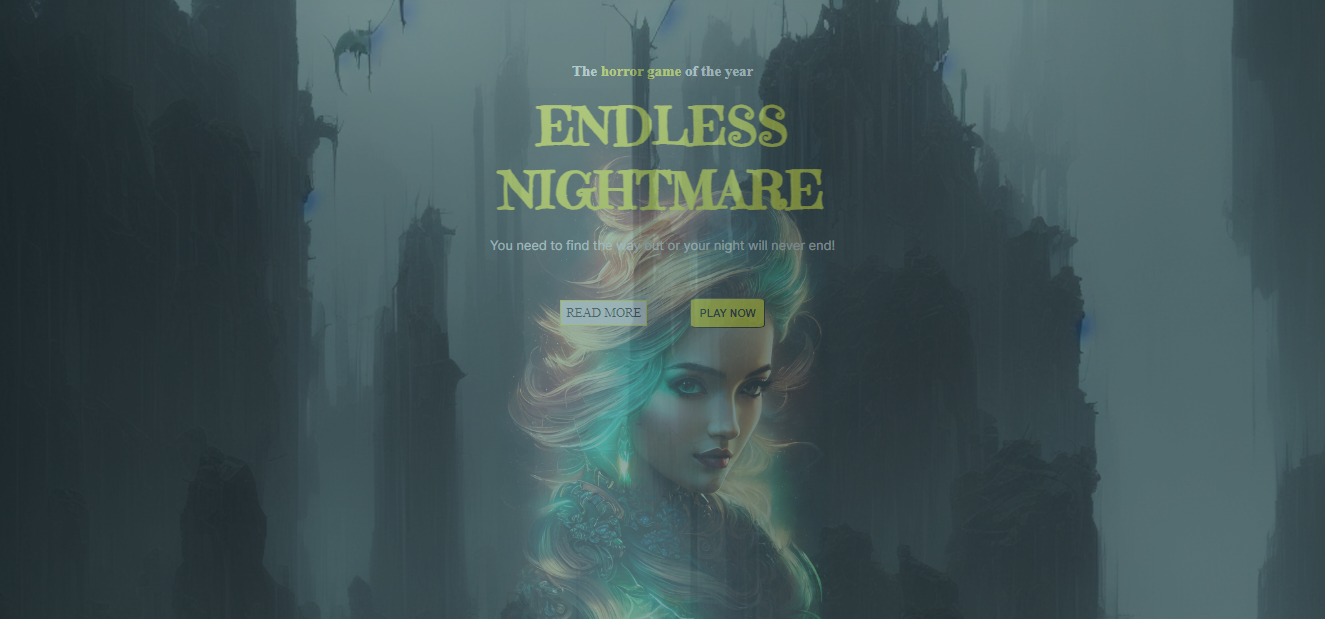 The horror game of the year
ENDLESS
NIGHTMARE
You need to find the way out or your night will never end!
READ MORE
PLAY NOW